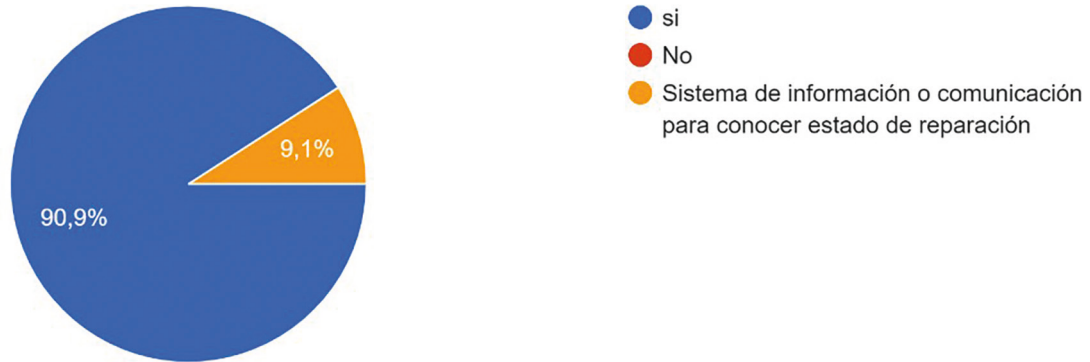 si
No
Sistema de información o comunicación
para conocer estado de reparación
9,1%
90,9%